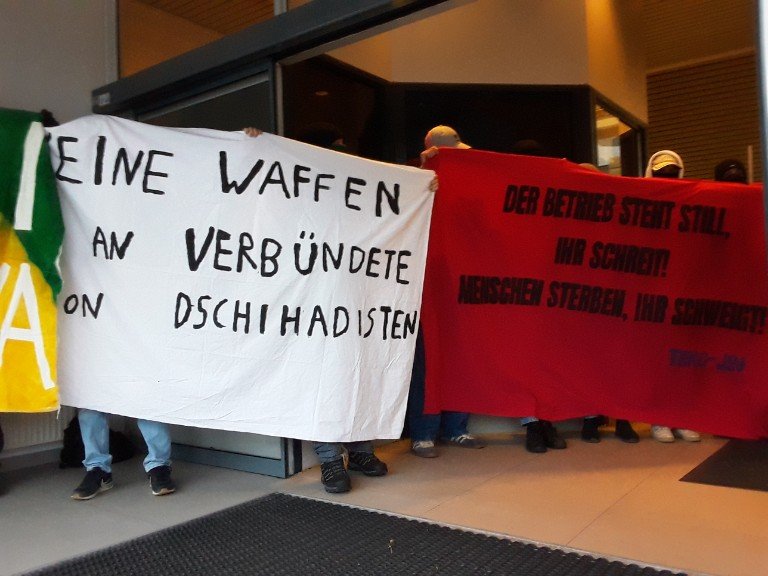 EINE WAFFEN
AN VERBÜNDETE
ON DSCHIHADISTEN
DER BETRIEB STEHT STILL,
IHR SCHREIT!
MENSCHEN STERBEN, IHR SCHWEIGT!